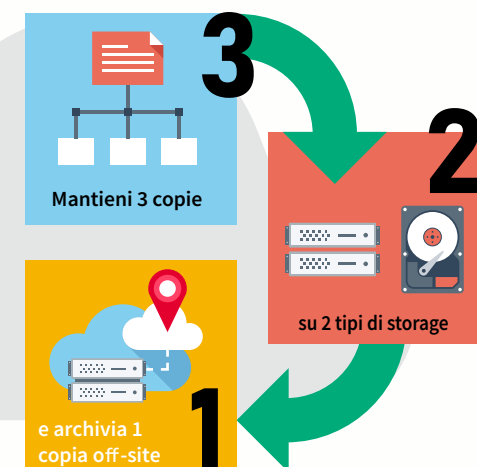 3
Mantieni 3 copie
2
su 2 tipi di storage
1
e archivia 1
copia off-site